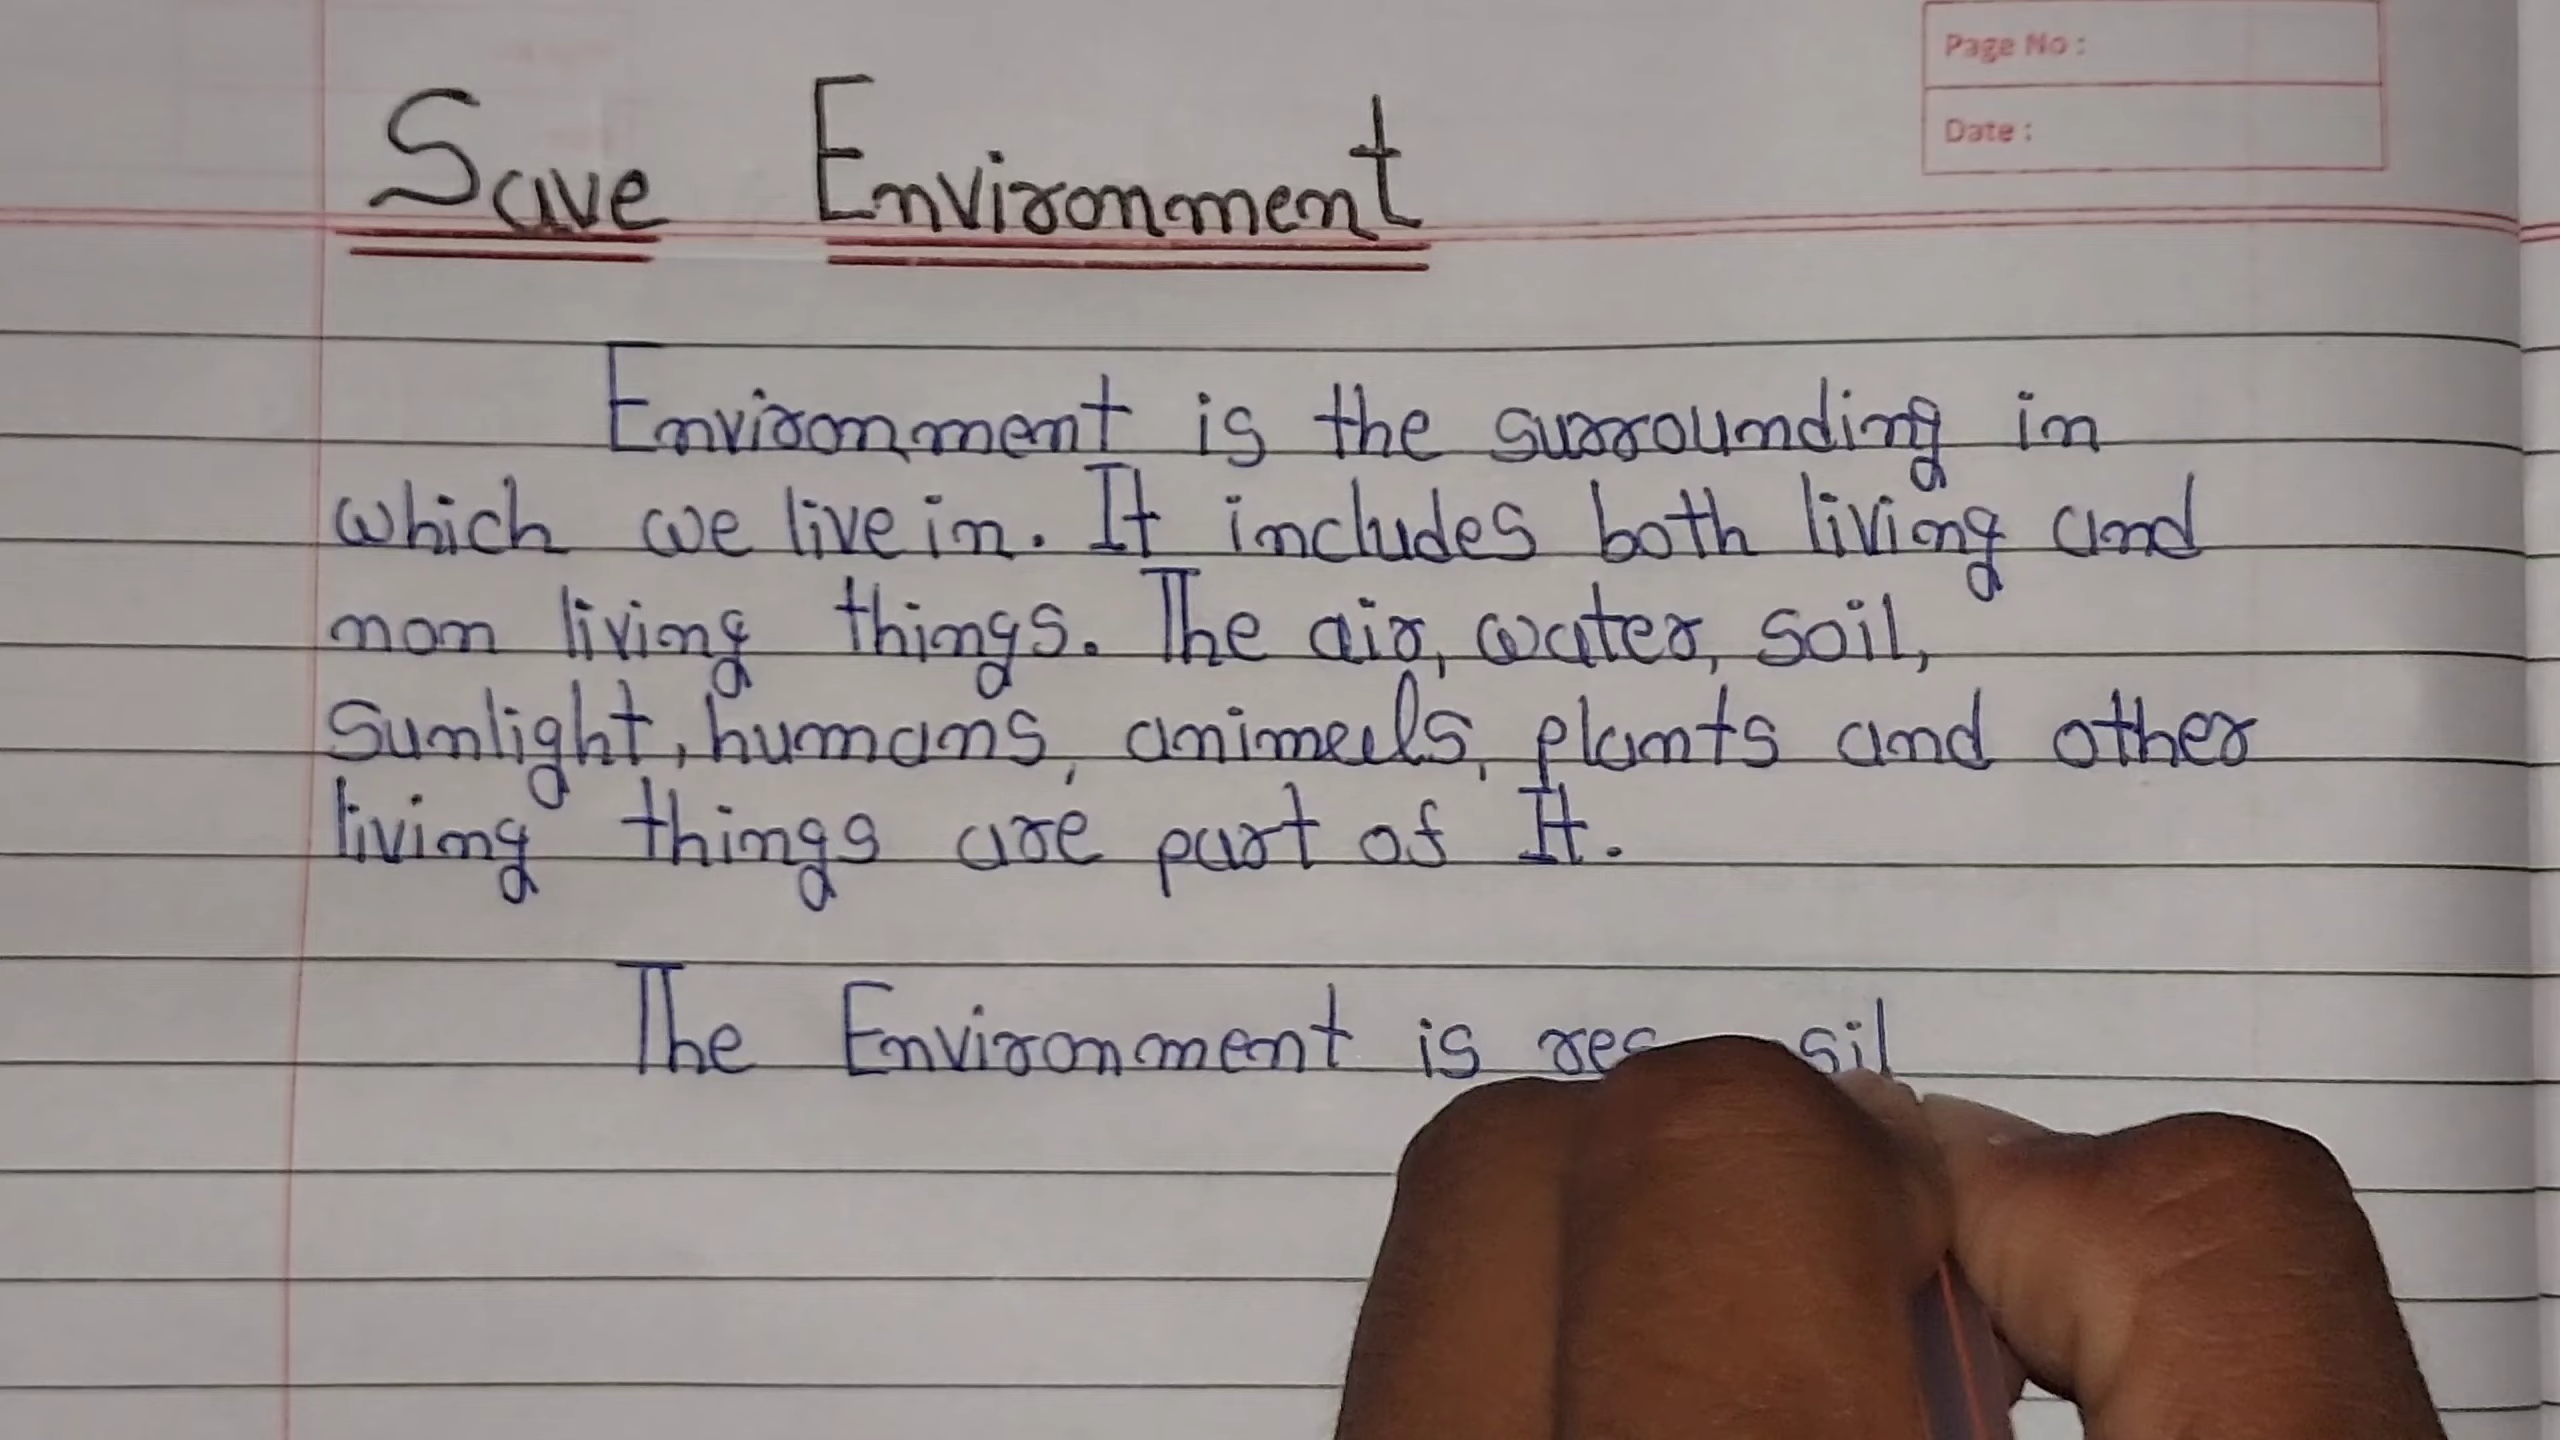 Page No :
Date :
Save Environment
Environment is the surrounding in
which we live in. It includes both living and
non living things. The air, water, soil,
Sunlight, humans, animals, plants and other
living things are part of It.
The Environment is